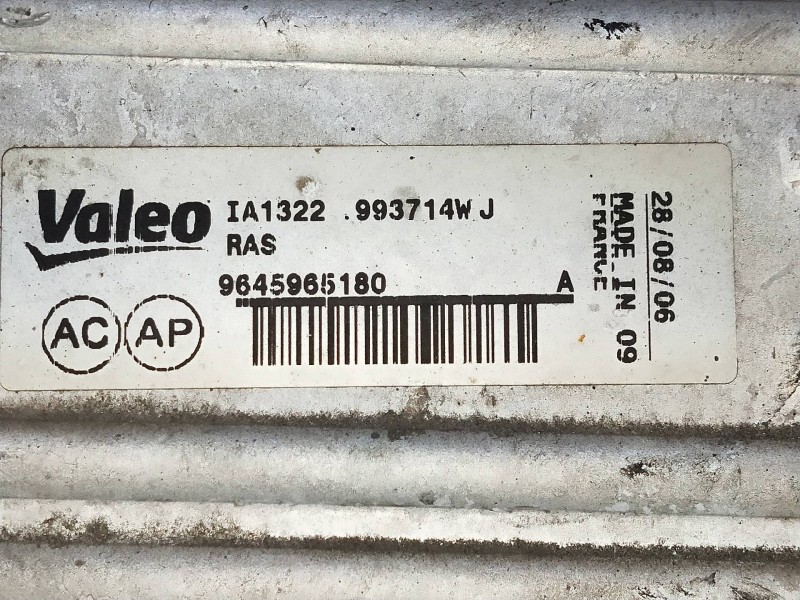 Valeo
IA1322 .993714W J
RAS
9645965180 A
AC AP
28/08/06
MADE IN 09
FRANCE